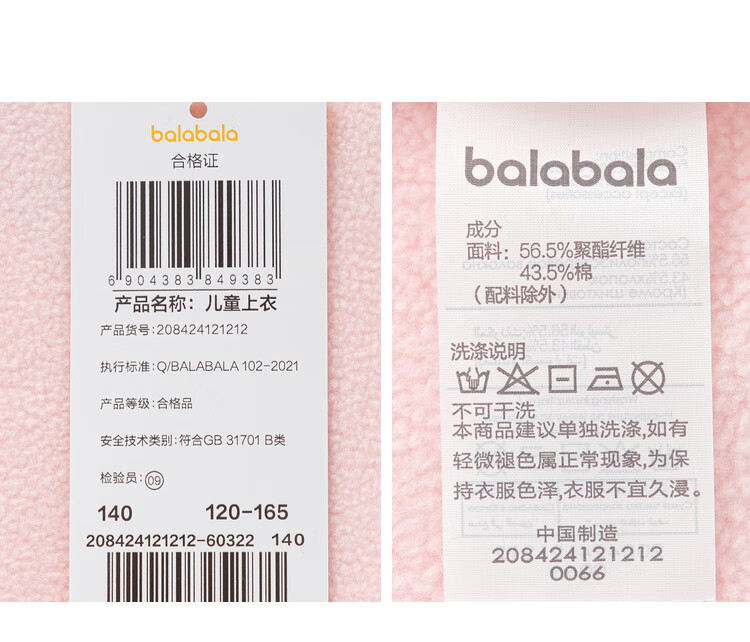 balabala
合格证
6 904383 849383
产品名称：儿童上衣
产品货号：208424121212
执行标准：Q/BALABALA 102-2021
产品等级：合格品
安全技术类别：符合GB 31701 B类
检验员：09
140 120-165
208424121212-60322 140
balabala
成分
面料：56.5%聚酯纤维
43.5%棉
（配料除外）
洗涤说明
不可干洗
本商品建议单独洗涤，如有
轻微褪色属正常现象，为保
持衣服色泽，衣服不宜久浸。
中国制造
208424121212
0066